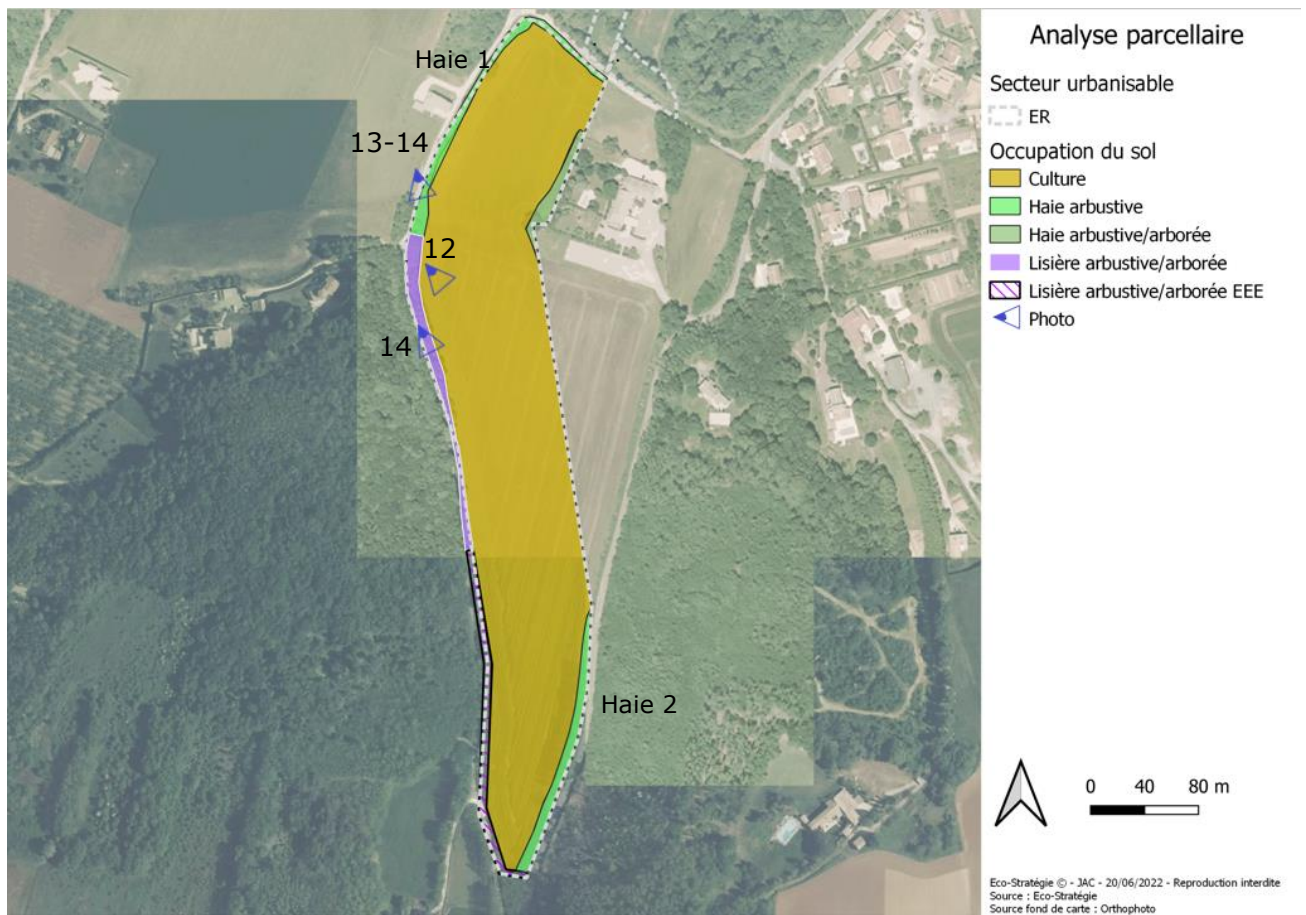 Haie 1
13-14
12
14
Haie 2
Analyse parcellaire
Secteur urbanisable
ER
Occupation du sol
Culture
Haie arbustive
Haie arbustive/arborée
Lisière arbustive/arborée
Lisière arbustive/arborée EEE
Photo
0 40 80 m
Eco-Stratégie © - JAC - 20/06/2022 - Reproduction interdite
Source : Eco-Stratégie
Source fond de carte : Orthophoto